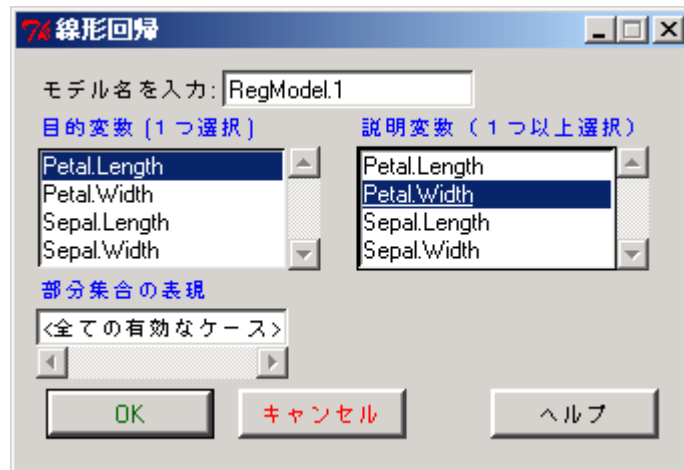 線形回帰
モデル名を入力: RegModel.1
目的変数 (1つ選択)
説明変数 (1つ以上選択)
Petal.Length
Petal.Width
Sepal.Length
Sepal.Width
Petal.Length
Petal.Width
Sepal.Length
Sepal.Width
部分集合の表現
<全ての有効なケース>
OK
キャンセル
ヘルプ